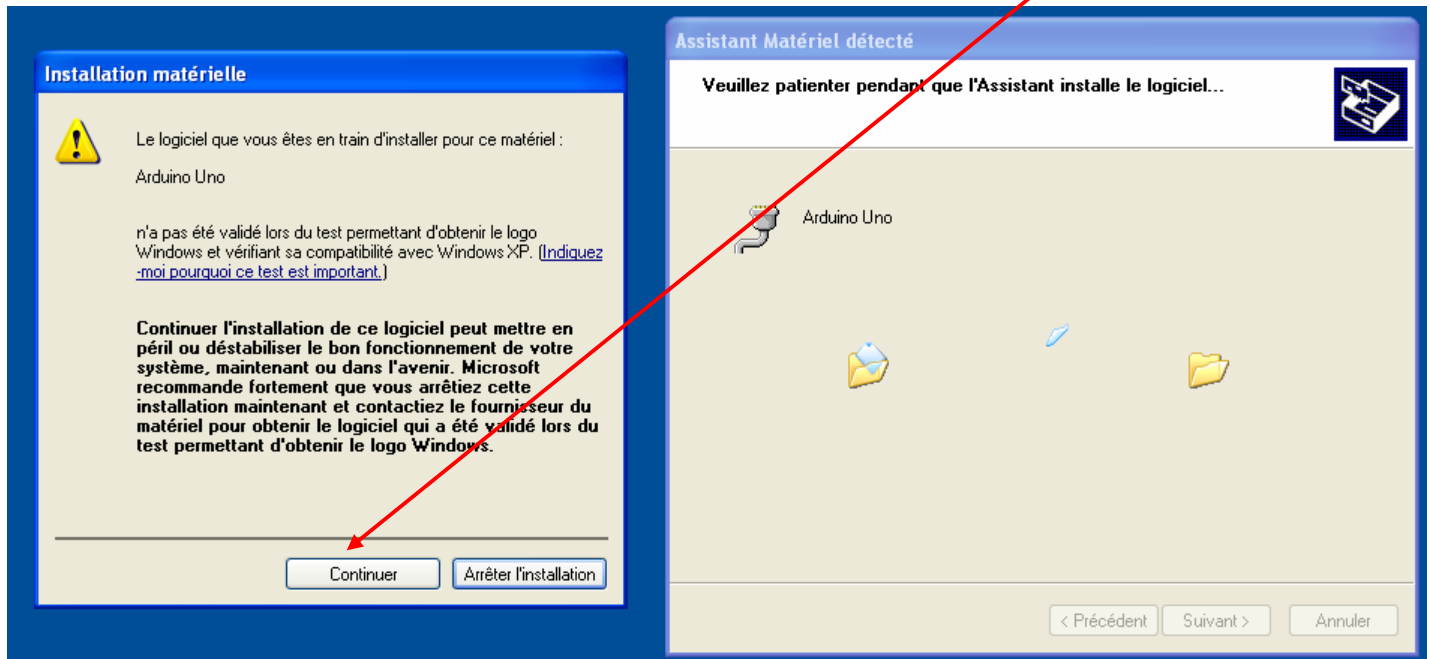 Installation matérielle
Le logiciel que vous êtes en train d'installer pour ce matériel :
Arduino Uno
n'a pas été validé lors du test permettant d'obtenir le logo
Windows et vérifiant sa compatibilité avec Windows XP. (Indiquez
-moi pourquoi ce test est important.)
Continuer l'installation de ce logiciel peut mettre en
péril ou déstabiliser le bon fonctionnement de votre
système, maintenant ou dans l'avenir. Microsoft
recommande fortement que vous arrêtiez cette
installation maintenant et contactiez le fournisseur du
matériel pour obtenir le logiciel qui a été validé lors du
test permettant d'obtenir le logo Windows.
Continuer
Arrêter l'installation
Assistant Matériel détecté
Veuillez patienter pendant que l'Assistant installe le logiciel...
Arduino Uno
< Précédent
Suivant >
Annuler